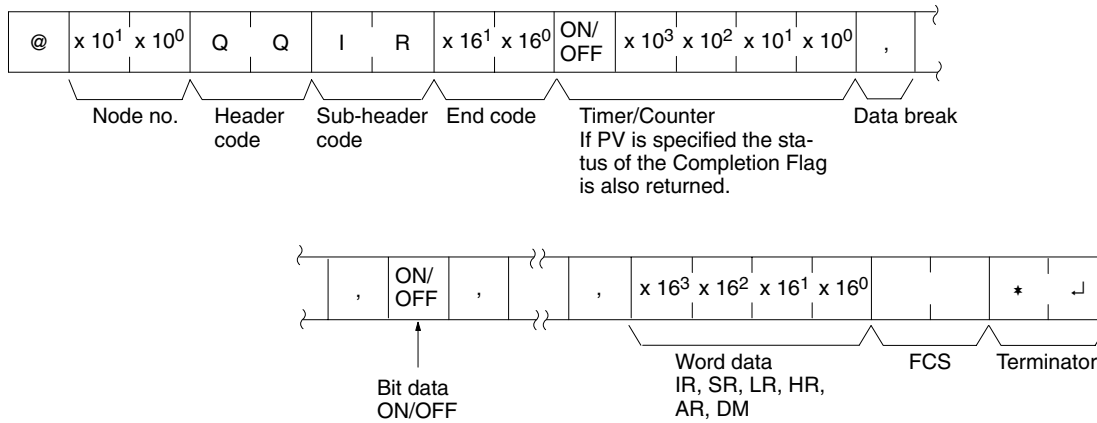 @ x 10¹ x 10⁰ Q Q I R x 16¹ x 16⁰ ON/OFF x 10³ x 10² x 10¹ x 10⁰ ,
Node no. Header code Sub-header code End code Timer/Counter Data break
If PV is specified the sta-
tus of the Completion Flag
is also returned.
, ON/OFF , , x 16³ x 16² x 16¹ x 16⁰ * ↵
Word data FCS Terminator
IR, SR, LR, HR,
AR, DM
Bit data
ON/OFF